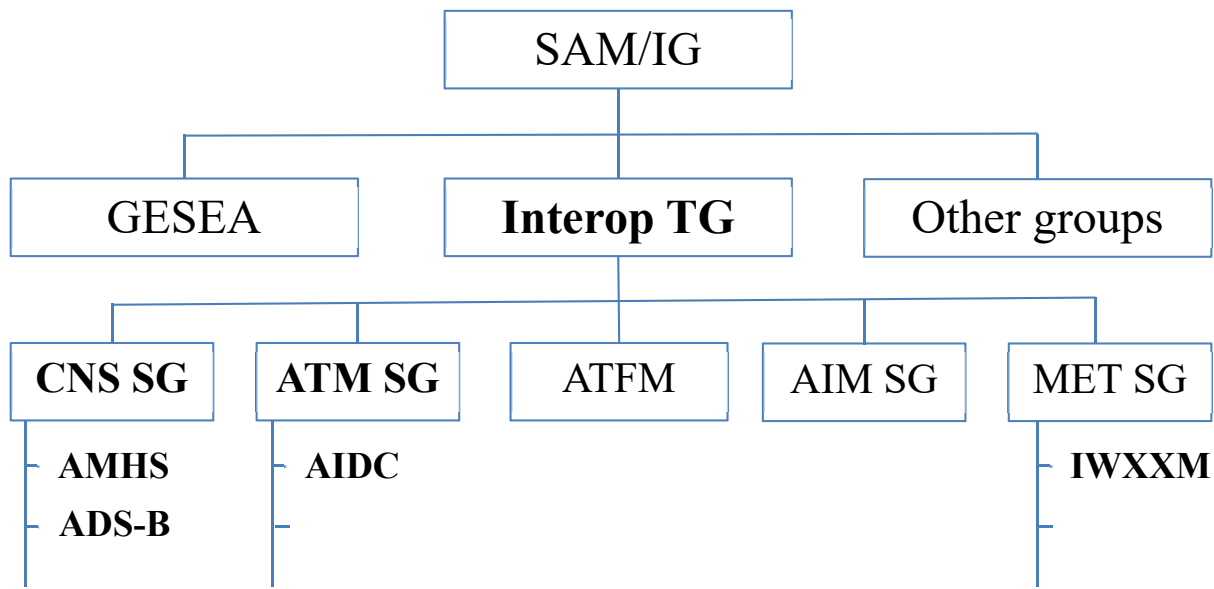 SAM/IG
GESEA
Interop TG
Other groups
CNS SG
ATM SG
ATFM
AIM SG
MET SG
AMHS
AIDC
IWXXM
ADS-B